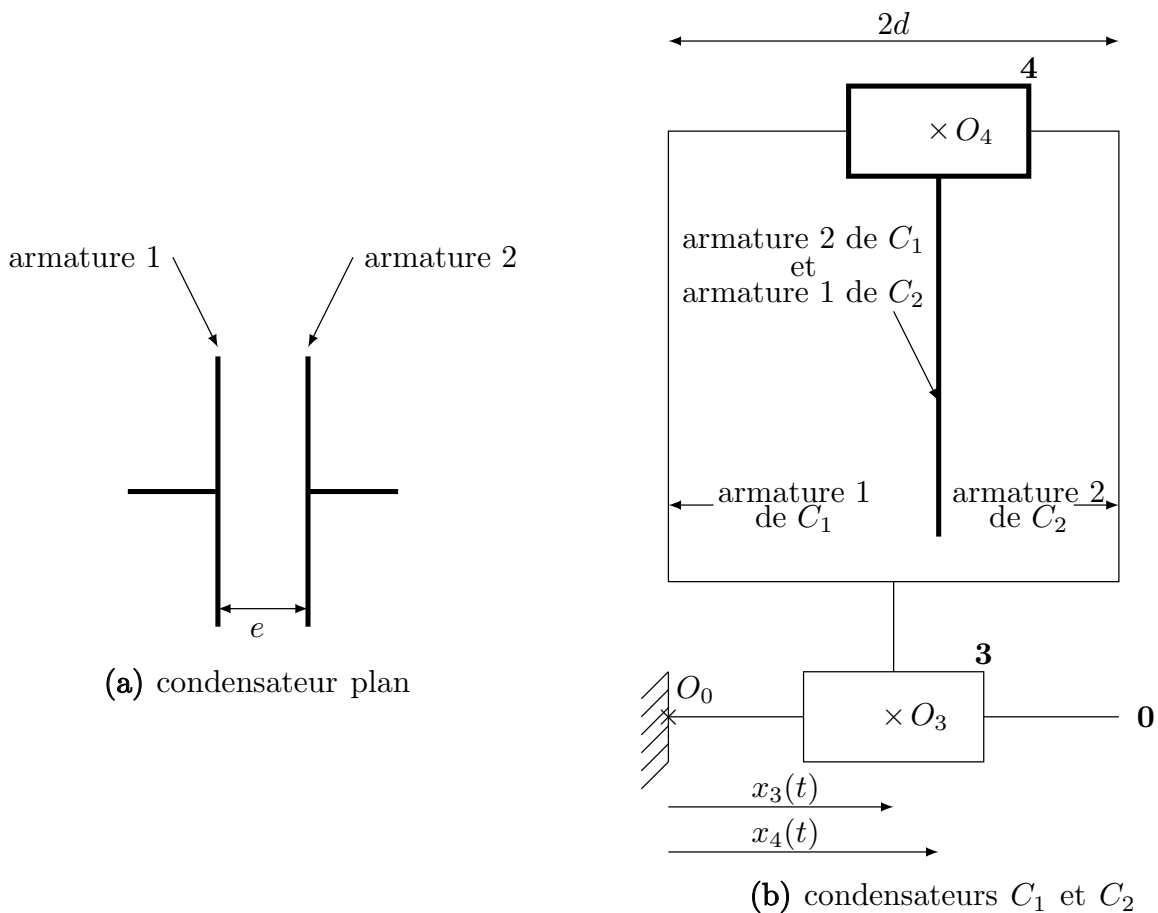 armature 1
armature 2
e
(a) condensateur plan
2d
4
× O₄
armature 2 de C₁
et
armature 1 de C₂
armature 1
de C₁
armature 2
de C₂
3
O₀
× O₃
0
x₃(t)
x₄(t)
(b) condensateurs C₁ et C₂